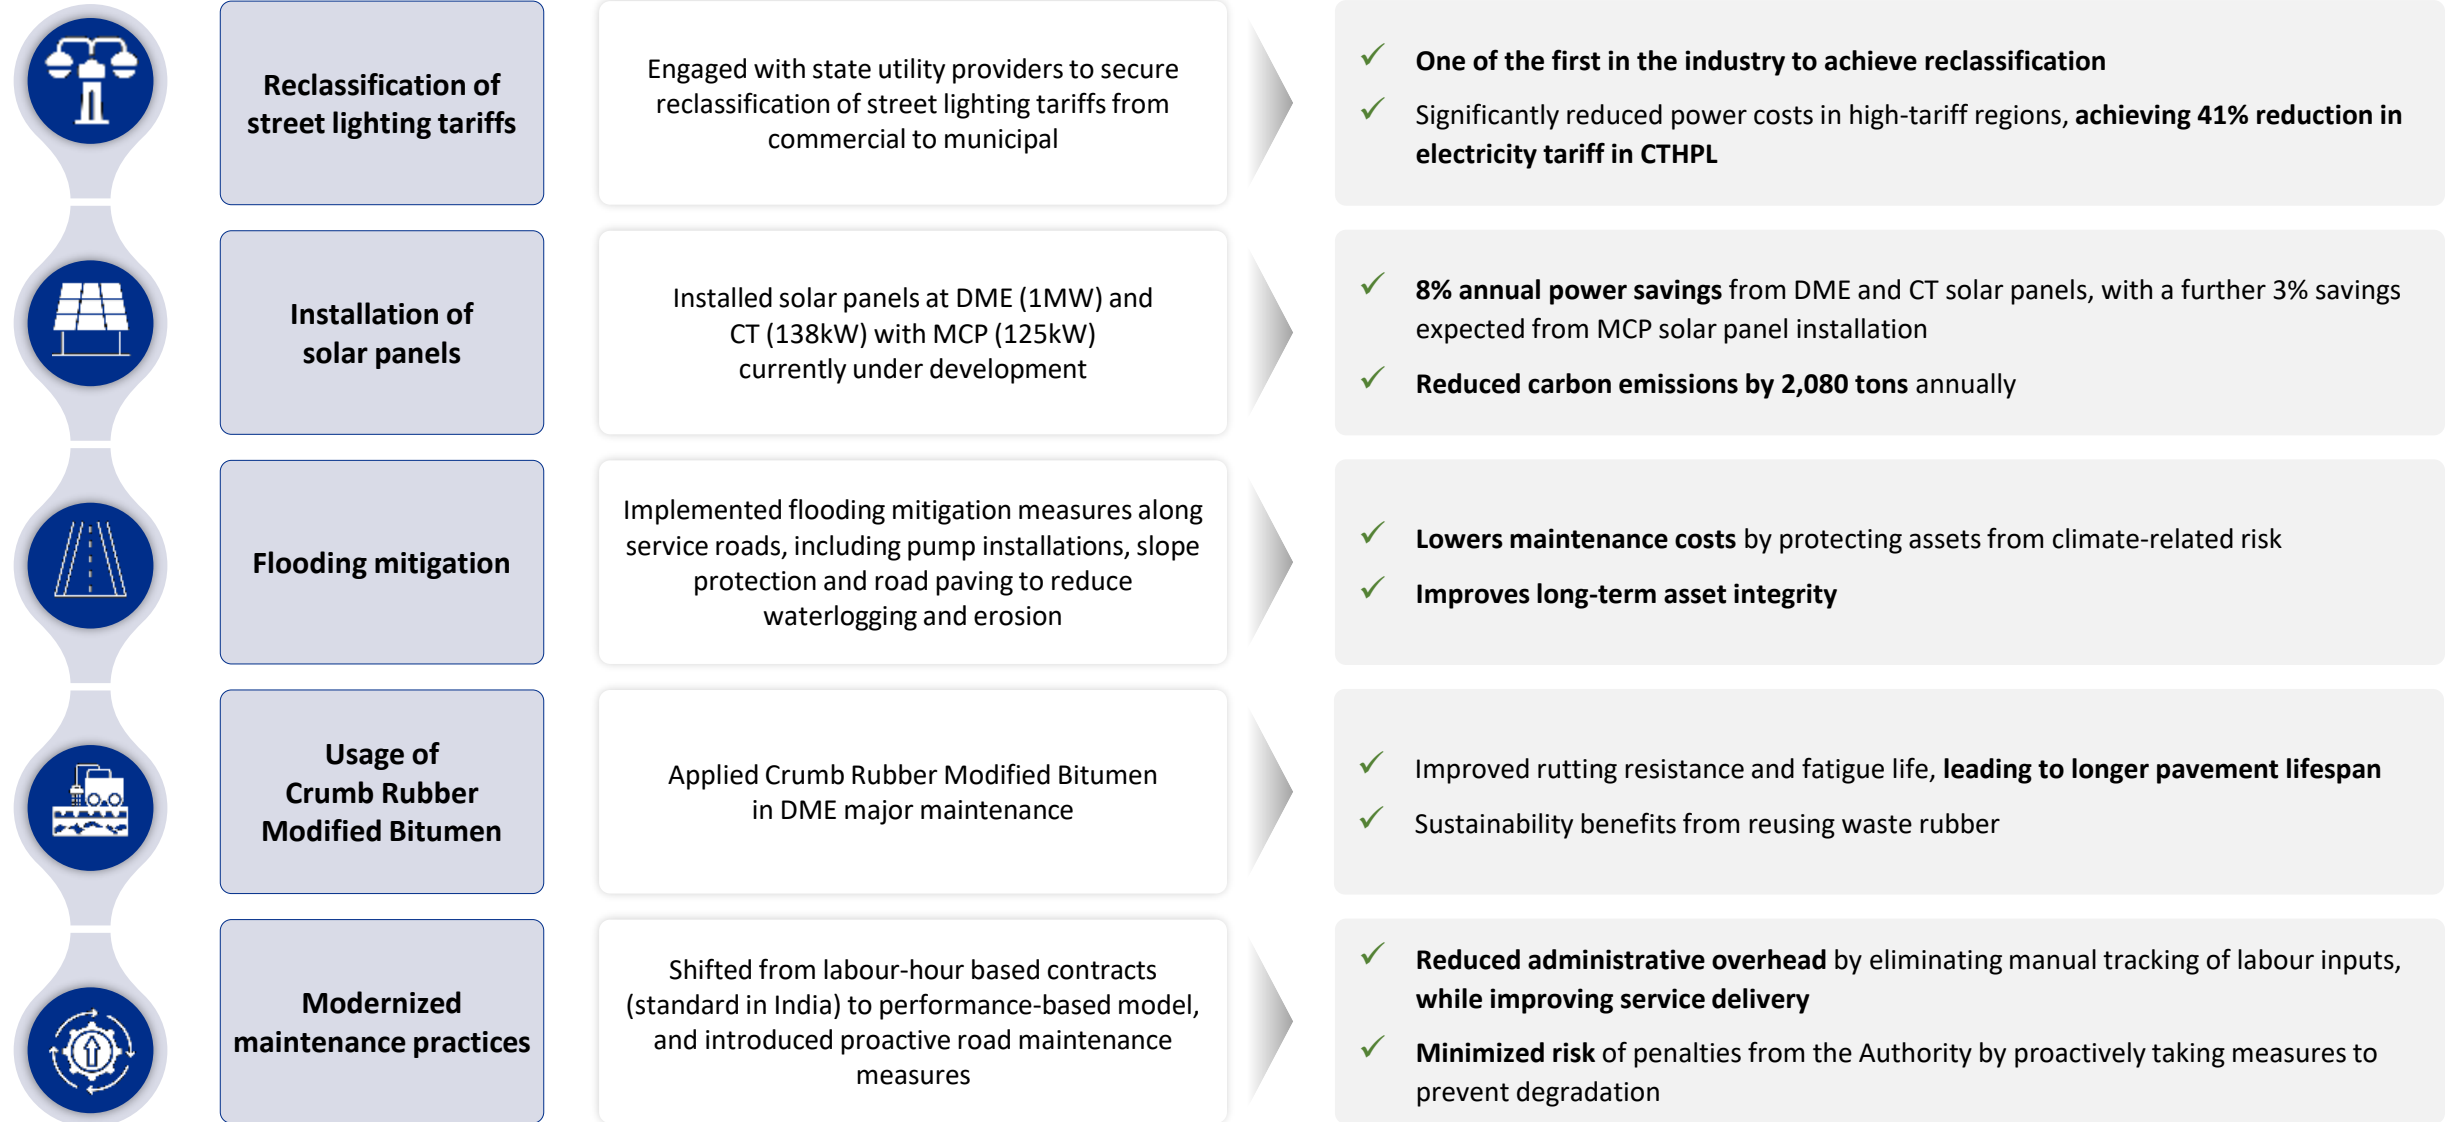 Reclassification of
street lighting tariffs
Engaged with state utility providers to secure
reclassification of street lighting tariffs from
commercial to municipal
✓ One of the first in the industry to achieve reclassification
✓ Significantly reduced power costs in high-tariff regions, achieving 41% reduction in
electricity tariff in CTHPL
Installation of
solar panels
Installed solar panels at DME (1MW) and
CT (138kW) with MCP (125kW)
currently under development
✓ 8% annual power savings from DME and CT solar panels, with a further 3% savings
expected from MCP solar panel installation
✓ Reduced carbon emissions by 2,080 tons annually
Flooding mitigation
Implemented flooding mitigation measures along
service roads, including pump installations, slope
protection and road paving to reduce
waterlogging and erosion
✓ Lowers maintenance costs by protecting assets from climate-related risk
✓ Improves long-term asset integrity
Usage of
Crumb Rubber
Modified Bitumen
Applied Crumb Rubber Modified Bitumen
in DME major maintenance
✓ Improved rutting resistance and fatigue life, leading to longer pavement lifespan
✓ Sustainability benefits from reusing waste rubber
Modernized
maintenance practices
Shifted from labour-hour based contracts
(standard in India) to performance-based model,
and introduced proactive road maintenance
measures
✓ Reduced administrative overhead by eliminating manual tracking of labour inputs,
while improving service delivery
✓ Minimized risk of penalties from the Authority by proactively taking measures to
prevent degradation